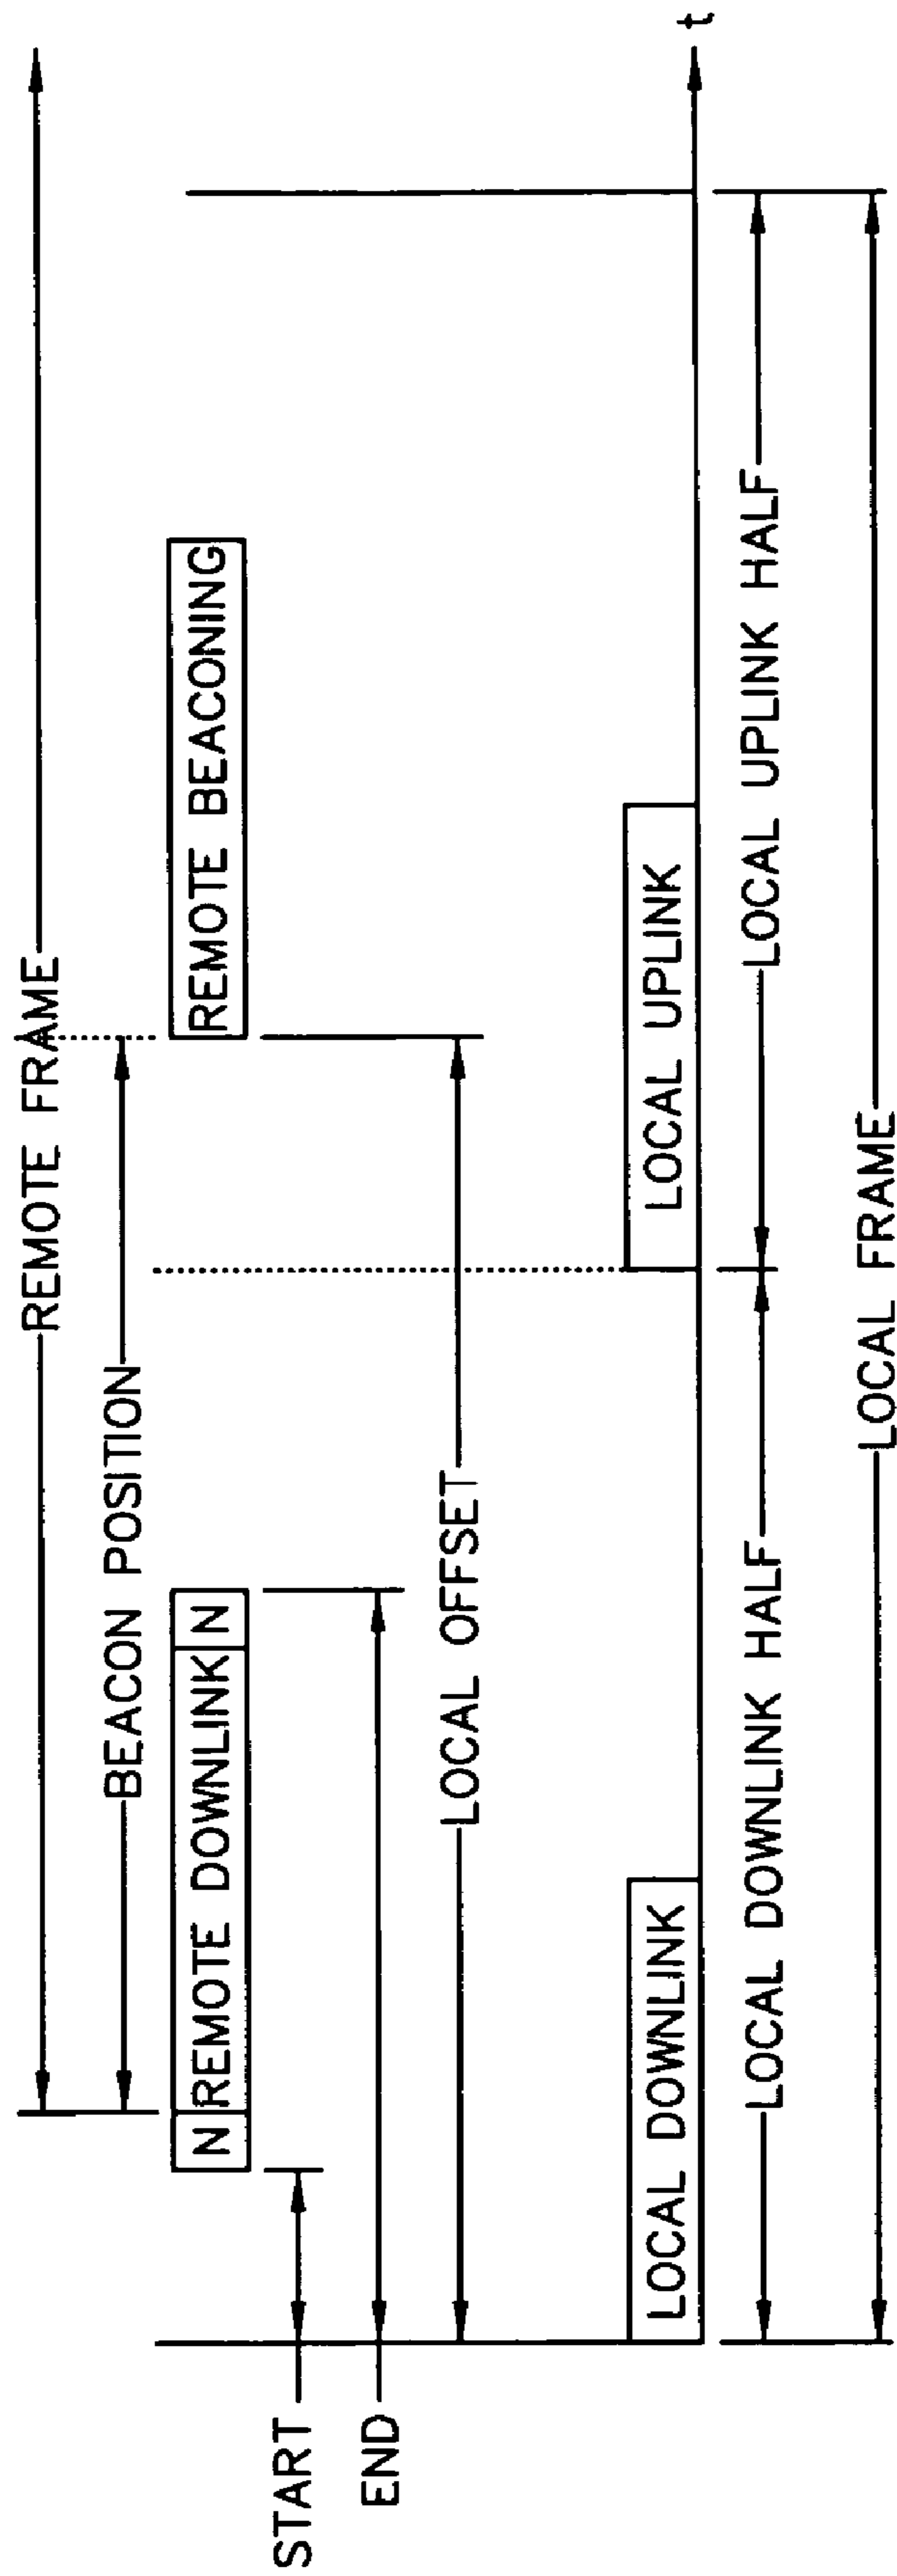 REMOTE FRAME
BEACON POSITION
N REMOTE DOWNLINK N
REMOTE BEACONING
START
END
LOCAL OFFSET
LOCAL DOWNLINK
LOCAL UPLINK
t
LOCAL DOWNLINK HALF
LOCAL UPLINK HALF
LOCAL FRAME